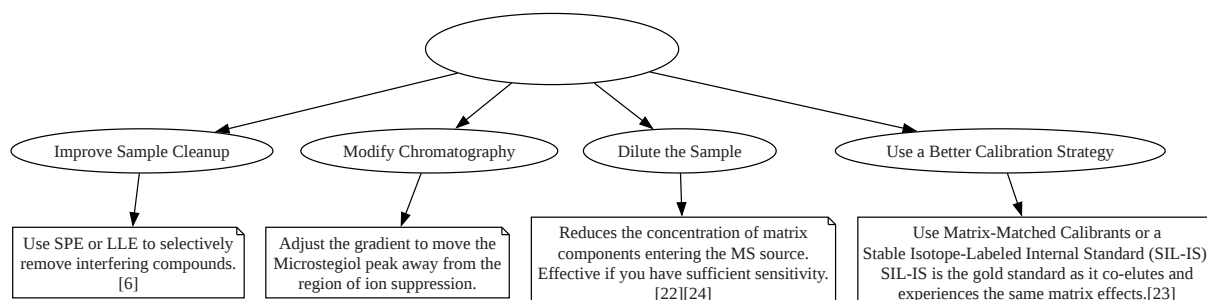 Improve Sample Cleanup
Modify Chromatography
Dilute the Sample
Use a Better Calibration Strategy
Use SPE or LLE to selectively
remove interfering compounds.
[6]
Adjust the gradient to move the
Microstegiol peak away from the
region of ion suppression.
Reduces the concentration of matrix
components entering the MS source.
Effective if you have sufficient sensitivity.
[22][24]
Use Matrix-Matched Calibrants or a
Stable Isotope-Labeled Internal Standard (SIL-IS)
SIL-IS is the gold standard as it co-elutes and
experiences the same matrix effects.[23]